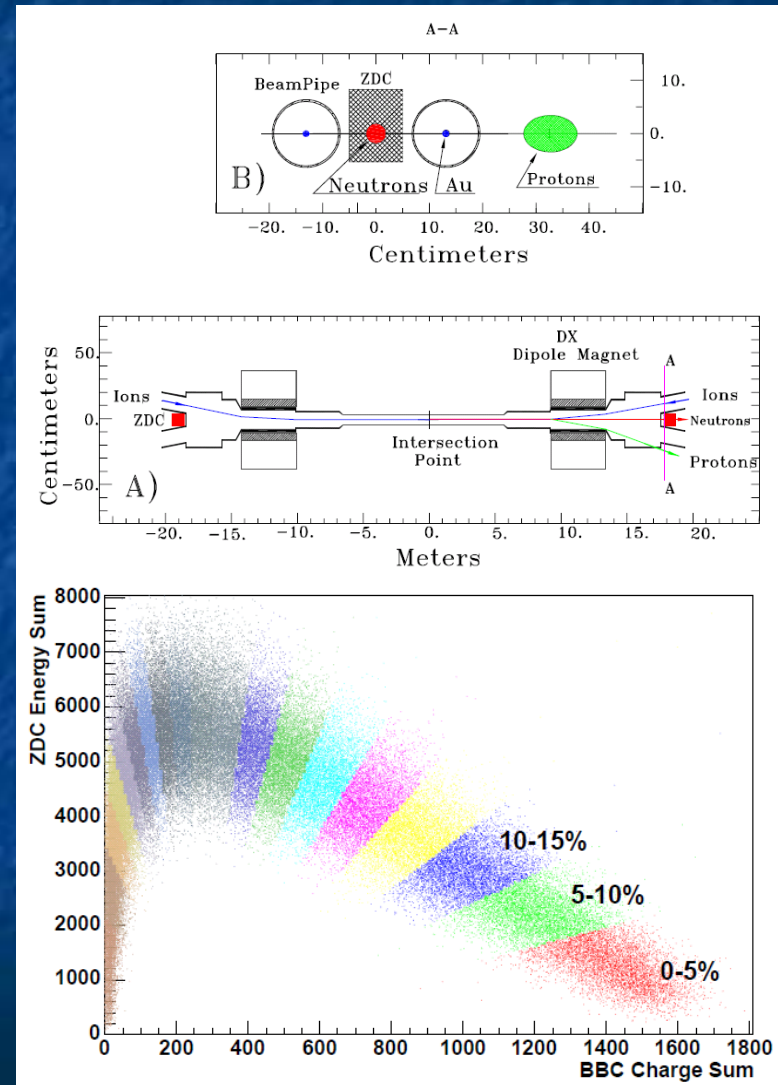 A-A
BeamPipe
ZDC
10.
0.
-10.
B)
Neutrons
Au
Protons
-20. -10. 0. 10. 20. 30. 40.
Centimeters
Centimeters
50.
0.
-50.
DX
Dipole Magnet
A
Ions
Ions
ZDC
Neutrons
Intersection
Point
Protons
A)
A
-20. -15. -10. -5. 0. 5. 10. 15. 20.
Meters
ZDC Energy Sum
8000
7000
6000
5000
4000
3000
2000
1000
0
10-15%
5-10%
0-5%
0 200 400 600 800 1000 1200 1400 1600 1800
BBC Charge Sum